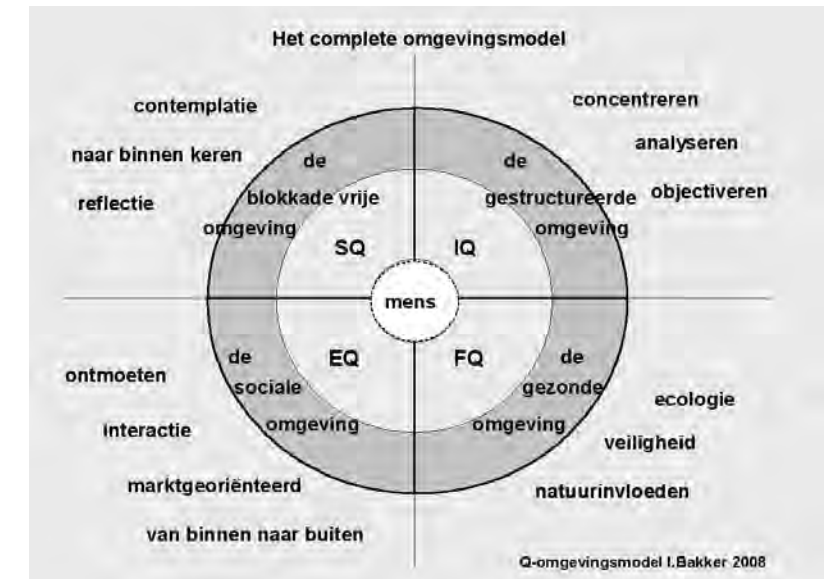 Het complete omgevingsmodel
contemplatie
naar binnen keren
reflectie
de
blokkade vrije
omgeving
SQ
concentreren
analyseren
objectiveren
de
gestructureerde
omgeving
IQ
mens
ontmoeten
interactie
marktgeoriënteerd
van binnen naar buiten
de
sociale
omgeving
EQ
FQ
de
gezonde
omgeving
ecologie
veiligheid
natuurinvloeden
Q-omgevingsmodel I.Bakker 2008